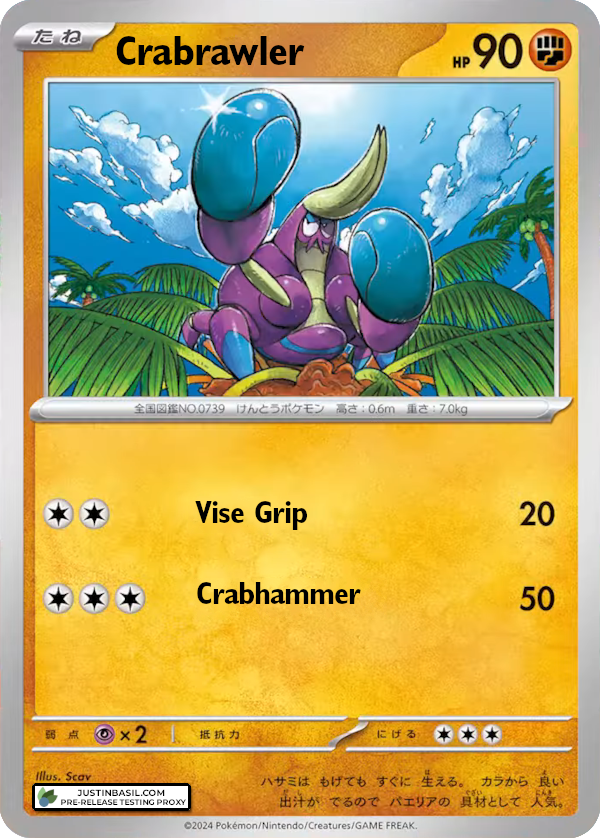 たね Crabrawler HP 90
全国図鑑NO.0739 けんとうポケモン 高さ:0.6m 重さ:7.0kg
Vise Grip 20
Crabhammer 50
弱点 ×2 抵抗力 にげる
Illus. Scav
ハサミは もげても すぐに 生える。 カラから 良い
出汁が でるので パエリアの 具材として 人気。
JUSTINBASIL.COM
PRE-RELEASE TESTING PROXY
©2024 Pokémon/Nintendo/Creatures/GAME FREAK.